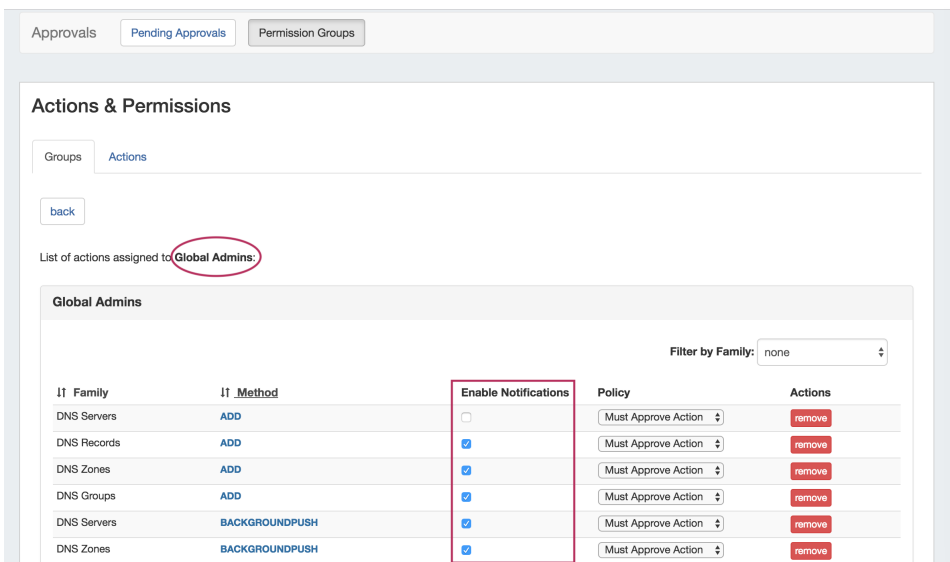 Approvals Pending Approvals Permission Groups
Actions & Permissions
Groups Actions
back
List of actions assigned to Global Admins:
Global Admins
Filter by Family: none
Family Method Enable Notifications Policy Actions
DNS Servers ADD Must Approve Action remove
DNS Records ADD Must Approve Action remove
DNS Zones ADD Must Approve Action remove
DNS Groups ADD Must Approve Action remove
DNS Servers BACKGROUNDPUSH Must Approve Action remove
DNS Zones BACKGROUNDPUSH Must Approve Action remove